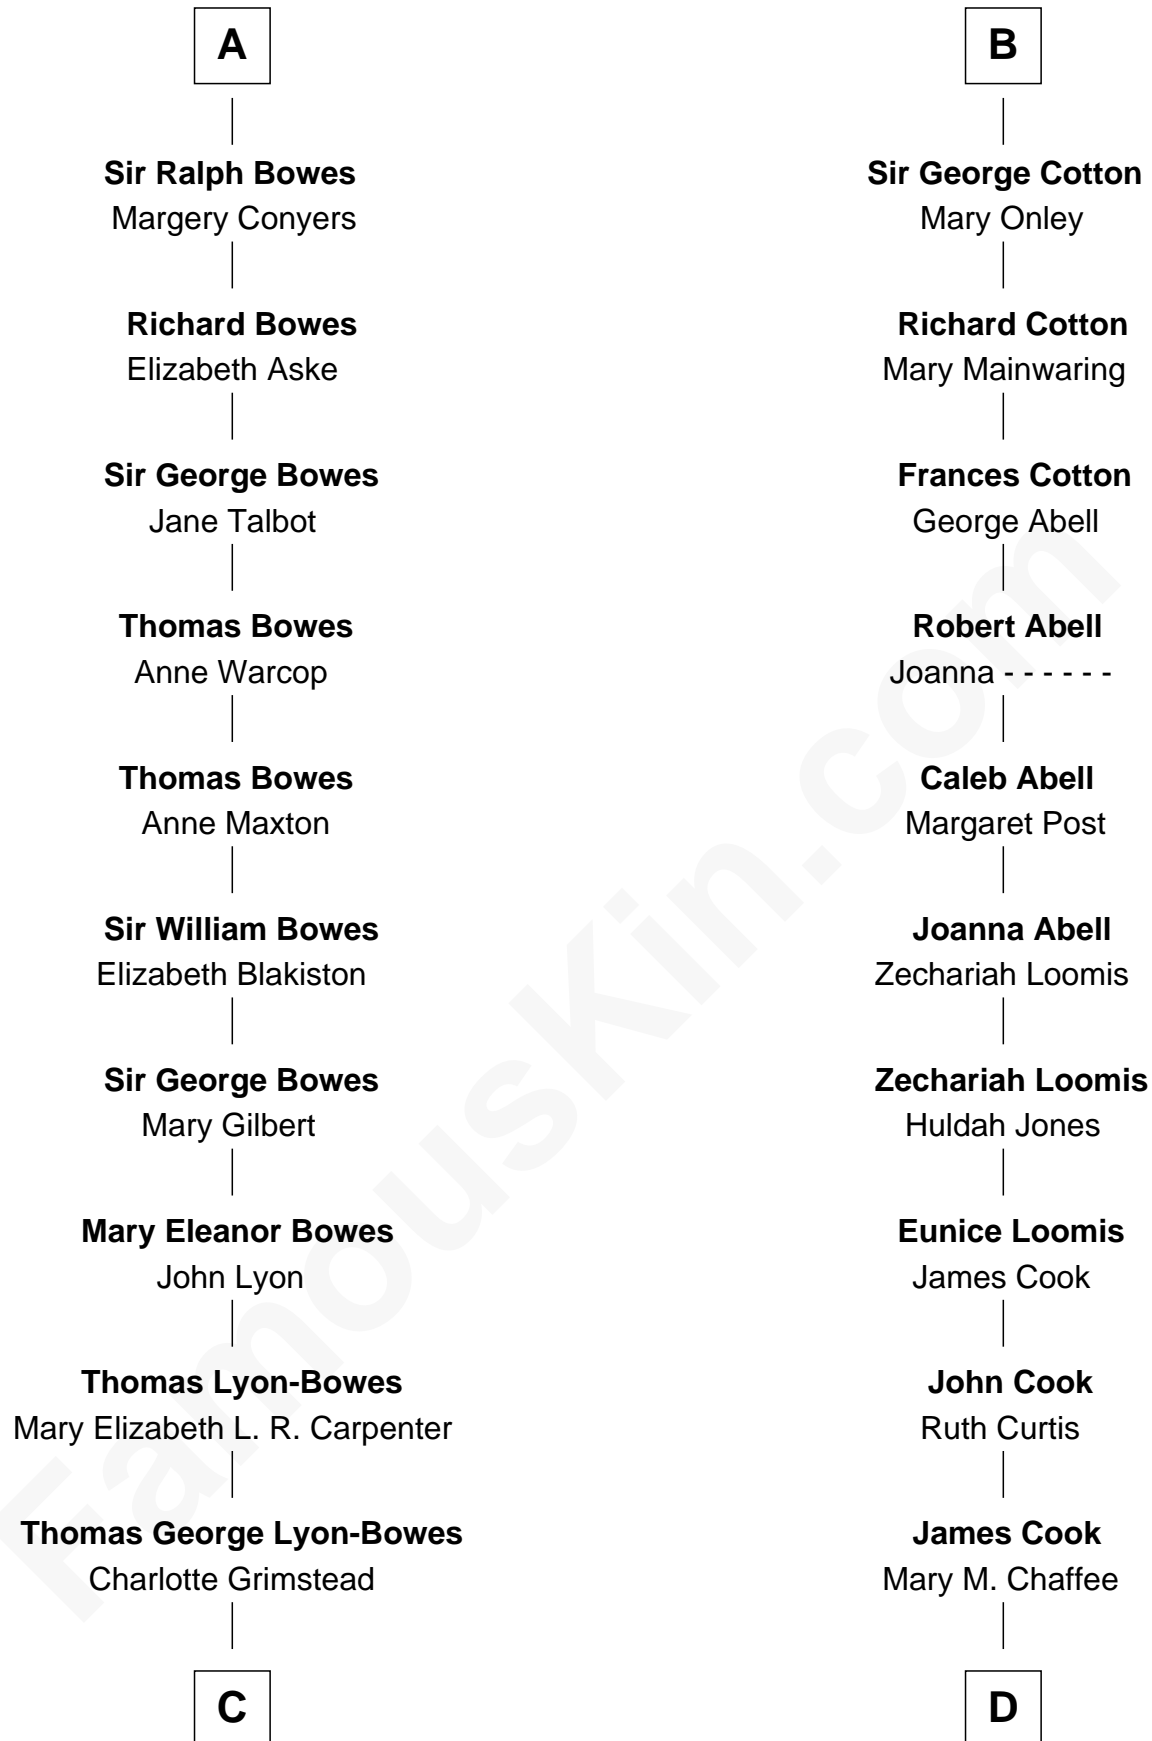 A
Sir Ralph Bowes
Margery Conyers
Richard Bowes
Elizabeth Aske
Sir George Bowes
Jane Talbot
Thomas Bowes
Anne Warcop
Thomas Bowes
Anne Maxton
Sir William Bowes
Elizabeth Blakiston
Sir George Bowes
Mary Gilbert
Mary Eleanor Bowes
John Lyon
Thomas Lyon-Bowes
Mary Elizabeth L. R. Carpenter
Thomas George Lyon-Bowes
Charlotte Grimstead
C
B
Sir George Cotton
Mary Onley
Richard Cotton
Mary Mainwaring
Frances Cotton
George Abell
Robert Abell
Joanna - - - - - -
Caleb Abell
Margaret Post
Joanna Abell
Zechariah Loomis
Zechariah Loomis
Huldah Jones
Eunice Loomis
James Cook
John Cook
Ruth Curtis
James Cook
Mary M. Chaffee
D
FamousKin.com